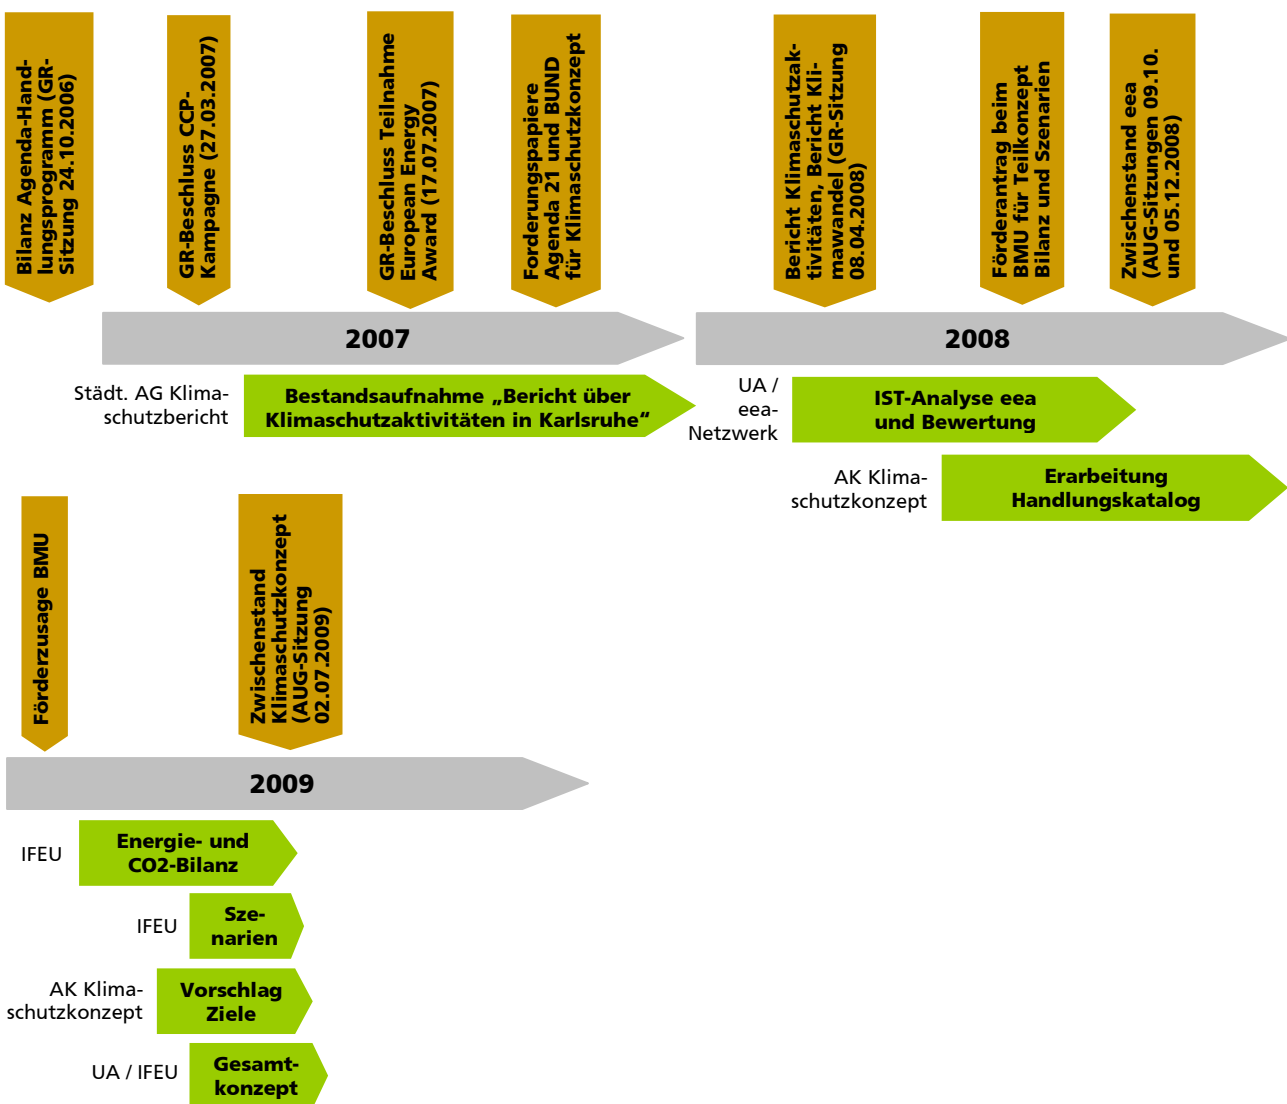 Bilanz Agenda-Hand-
lungsprogramm (GR-
Sitzung 24.10.2006)
GR-Beschluss CCP-
Kampagne (27.03.2007)
GR-Beschluss Teilnahme
European Energy
Award (17.07.2007)
Forderungspapiere
Agenda 21 und BUND
für Klimaschutzkonzept
Bericht Klimaschutzak-
tivitäten, Bericht Kli-
mawandel (GR-Sitzung
08.04.2008)
Förderantrag beim
BMU für Teilkonzept
Bilanz und Szenarien
Zwischenstand eea
(AUG-Sitzungen 09.10.
und 05.12.2008)
2007
2008
Städt. AG Klima-
schutzbericht
Bestandsaufnahme „Bericht über
Klimaschutzaktivitäten in Karlsruhe“
UA /
eea-
Netzwerk
IST-Analyse eea
und Bewertung
AK Klima-
schutzkonzept
Erarbeitung
Handlungskatalog
Förderzusage BMU
Zwischenstand
Klimaschutzkonzept
(AUG-Sitzung
02.07.2009)
2009
IFEU
Energie- und
CO2-Bilanz
IFEU
Sze-
narien
AK Klima-
schutzkonzept
Vorschlag
Ziele
UA / IFEU
Gesamt-
konzept